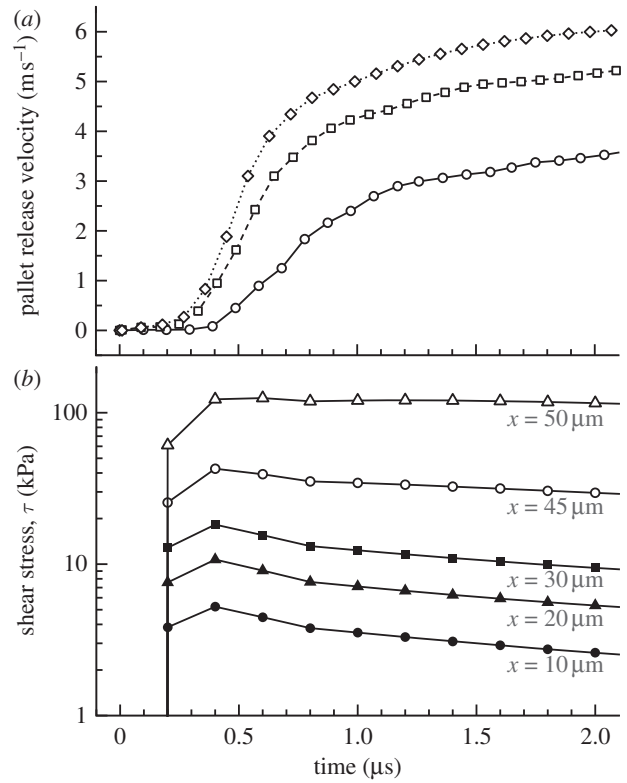 (a)
pallet release velocity (ms⁻¹)
6
5
4
3
2
1
0
(b)
shear stress, τ (kPa)
100
10
1
x = 50 μm
x = 45 μm
x = 30 μm
x = 20 μm
x = 10 μm
0 0.5 1.0 1.5 2.0
time (μs)